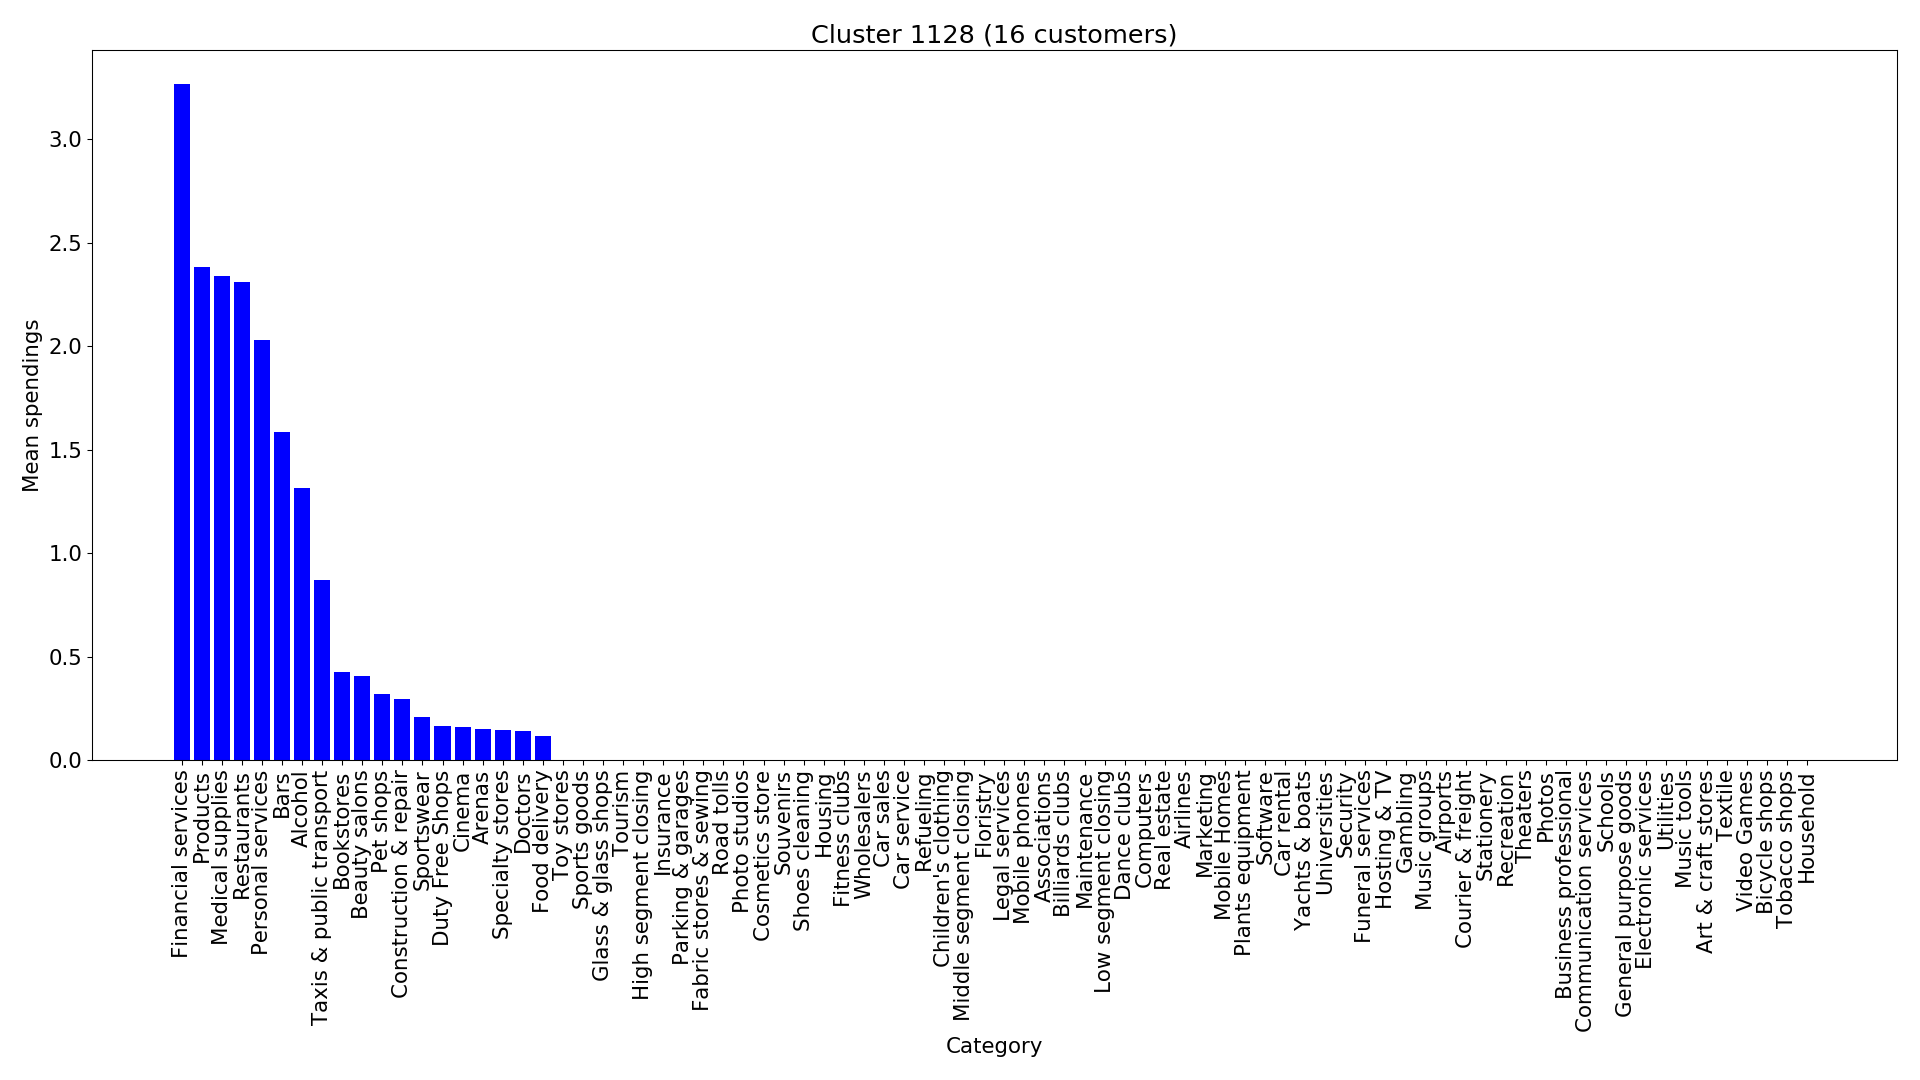 Cluster 1128 (16 customers)
Mean spendings
3.0
2.5
2.0
1.5
1.0
0.5
0.0
Financial services
Products
Medical supplies
Restaurants
Personal services
Bars
Alcohol
Taxis & public transport
Bookstores
Beauty salons
Pet shops
Construction & repair
Sportswear
Duty Free Shops
Cinema
Arenas
Specialty stores
Doctors
Food delivery
Toy stores
Sports goods
Glass & glass shops
Tourism
High segment closing
Insurance
Parking & garages
Fabric stores & sewing
Road tolls
Photo studios
Cosmetics store
Souvenirs
Shoes cleaning
Housing
Fitness clubs
Wholesalers
Car sales
Car service
Refueling
Children's clothing
Middle segment closing
Floristry
Legal services
Mobile phones
Associations
Billiards clubs
Maintenance
Low segment closing
Dance clubs
Computers
Real estate
Airlines
Marketing
Mobile Homes
Plants equipment
Software
Car rental
Yachts & boats
Universities
Security
Funeral services
Hosting & TV
Gambling
Music groups
Airports
Courier & freight
Stationery
Recreation
Theaters
Photos
Business professional
Communication services
Schools
General purpose goods
Electronic services
Utilities
Music tools
Art & craft stores
Textile
Video Games
Bicycle shops
Tobacco shops
Household
Category